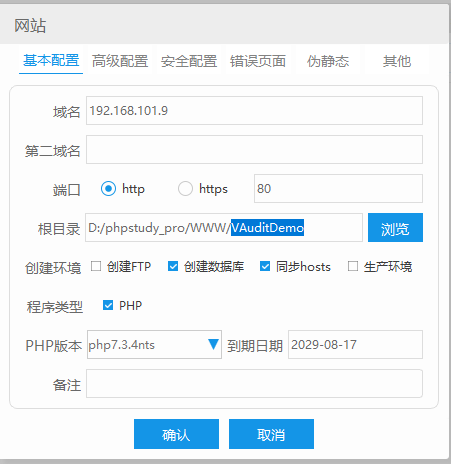 网站
基本配置 高级配置 安全配置 错误页面 伪静态 其他
域名 192.168.101.9
第二域名
端口 http https 80
根目录 D:/phpstudy_pro/WWW/VAuditDemo 浏览
创建环境 创建FTP 创建数据库 同步hosts 生产环境
程序类型 PHP
PHP版本 php7.3.4nts 到期日期 2029-08-17
备注
确认 取消